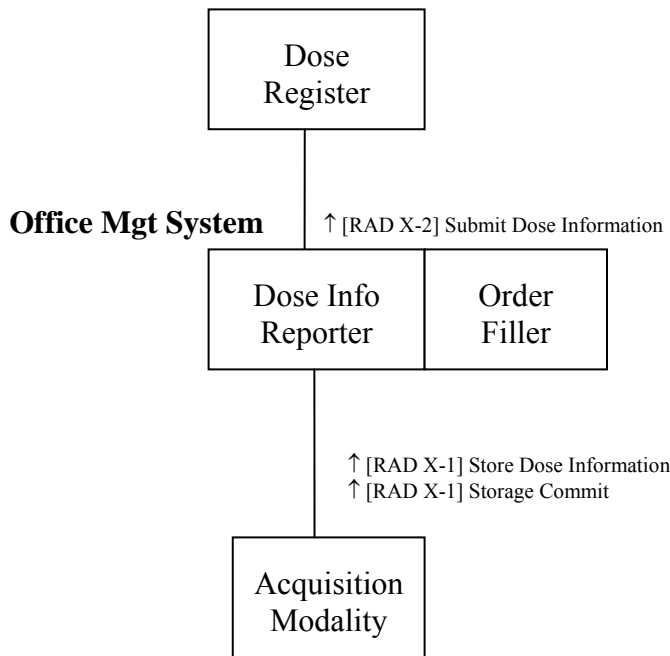 Dose
Register
Office Mgt System
↑ [RAD X-2] Submit Dose Information
Dose Info
Reporter
Order
Filler
↑ [RAD X-1] Store Dose Information
↑ [RAD X-1] Storage Commit
Acquisition
Modality